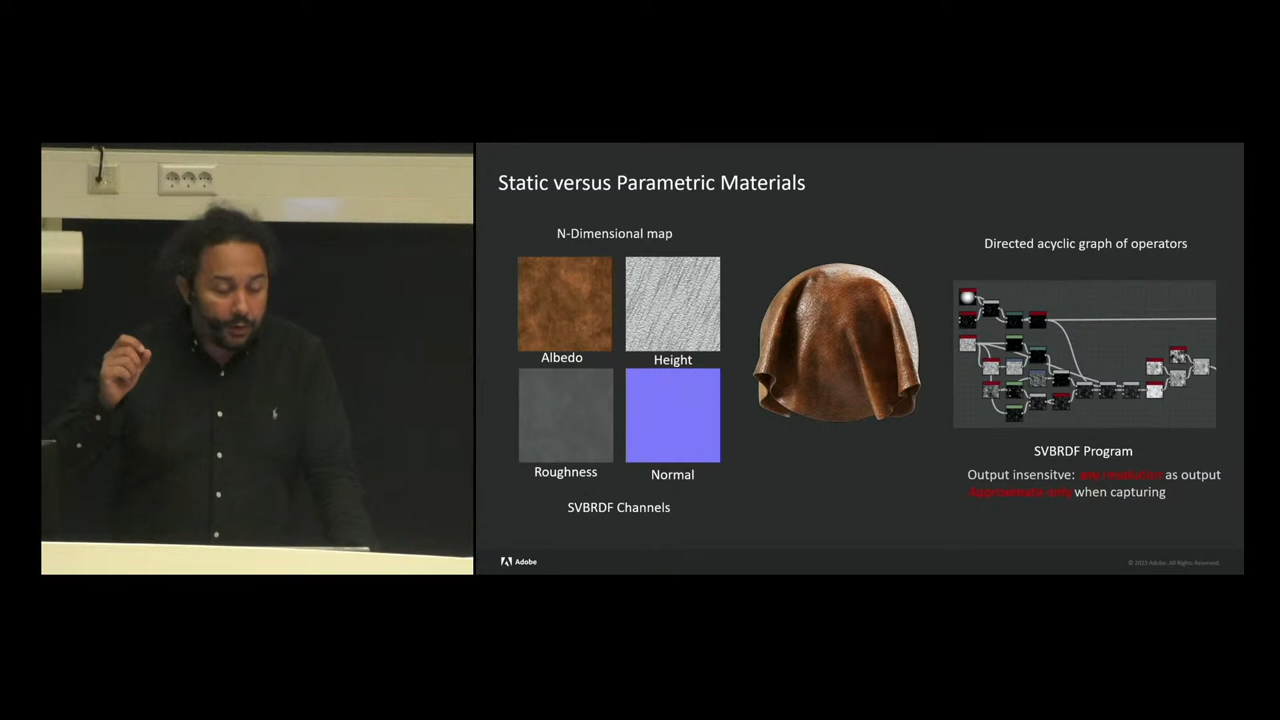 Static versus Parametric Materials
N-Dimensional map
Albedo
Height
Roughness
Normal
SVBRDF Channels
Directed acyclic graph of operators
SVBRDF Program
Output insensitve: any resolution as output
Approximate only when capturing
Adobe
© 2023 Adobe. All Rights Reserved.